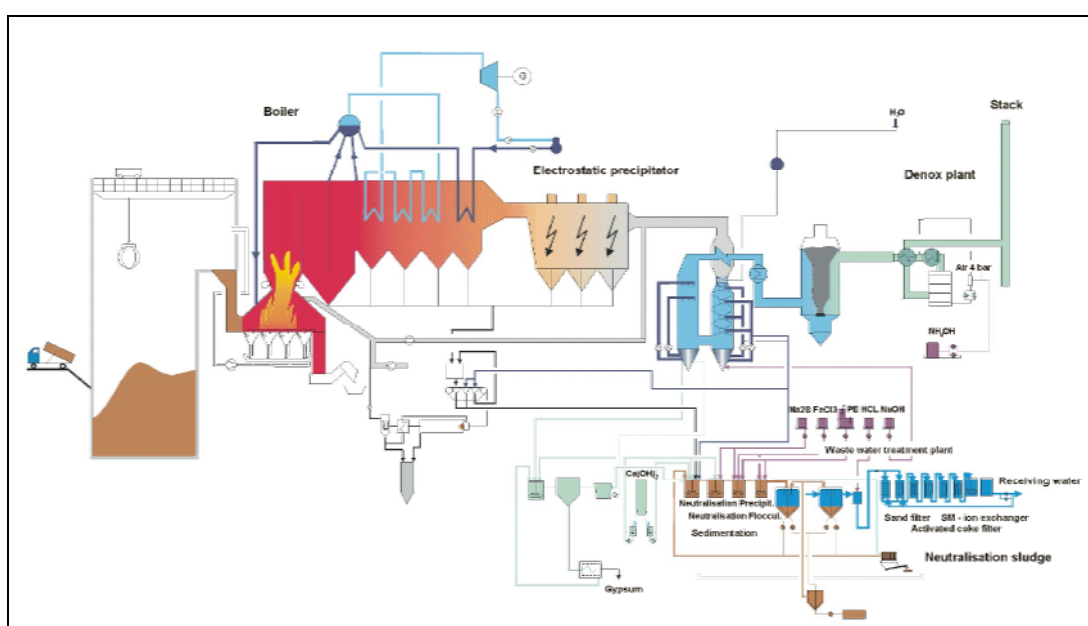 Stack
H₂O
Boiler
G
Electrostatic precipitator
Denox plant
Air 4 bar
NH₄OH
Na2S FeCl3 PE HCL NaOH
Waste water treatment plant
Ca(OH)₂
Receiving water
Neutralisation Precipit.
Neutralisation Floccul.
Sand filter SM - ion exchanger
Activated coke filter
Sedimentation
Neutralisation sludge
Gypsum